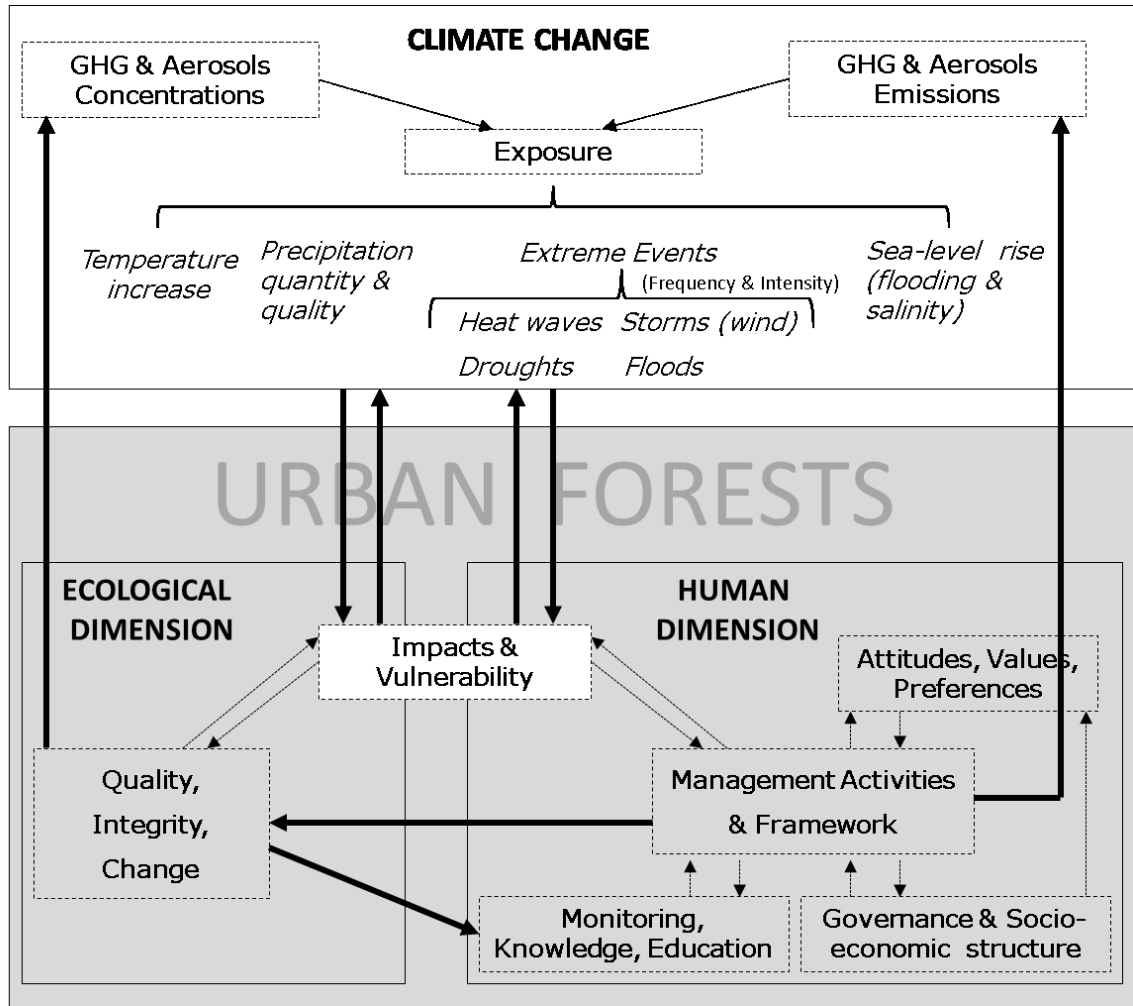 CLIMATE CHANGE
GHG & Aerosols
Concentrations
GHG & Aerosols
Emissions
Exposure
Temperature
increase
Precipitation
quantity &
quality
Extreme Events
(Frequency & Intensity)
Heat waves Storms (wind)
Droughts Floods
Sea-level rise
(flooding &
salinity)
URBAN FORESTS
ECOLOGICAL
DIMENSION
HUMAN
DIMENSION
Impacts &
Vulnerability
Attitudes, Values,
Preferences
Quality,
Integrity,
Change
Management Activities
& Framework
Monitoring,
Knowledge, Education
Governance & Socio-
economic structure